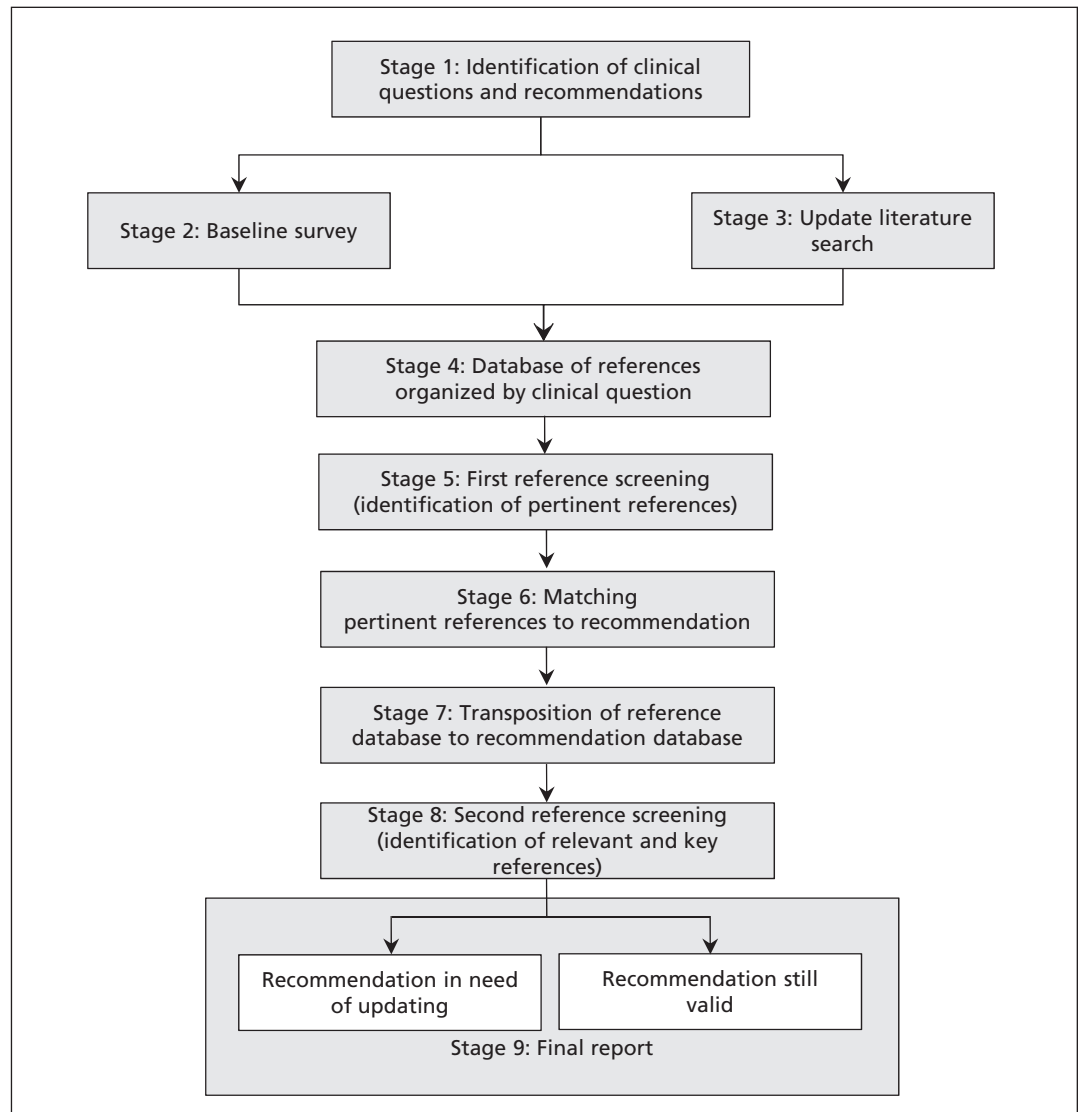 Stage 1: Identification of clinical
questions and recommendations
Stage 2: Baseline survey
Stage 3: Update literature
search
Stage 4: Database of references
organized by clinical question
Stage 5: First reference screening
(identification of pertinent references)
Stage 6: Matching
pertinent references to recommendation
Stage 7: Transposition of reference
database to recommendation database
Stage 8: Second reference screening
(identification of relevant and key
references)
Recommendation in need
of updating
Recommendation still
valid
Stage 9: Final report